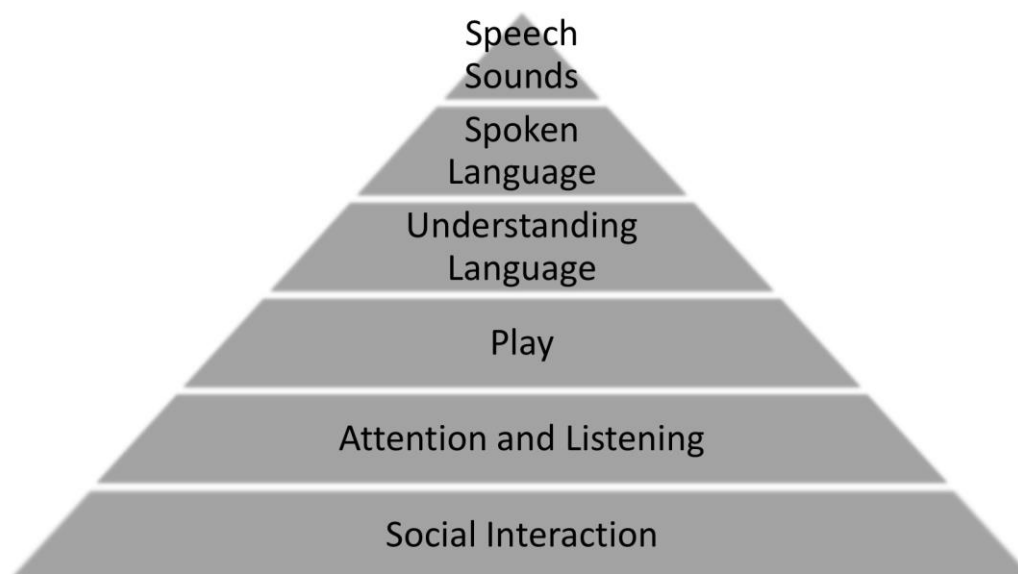 Speech
Sounds
Spoken
Language
Understanding
Language
Play
Attention and Listening
Social Interaction